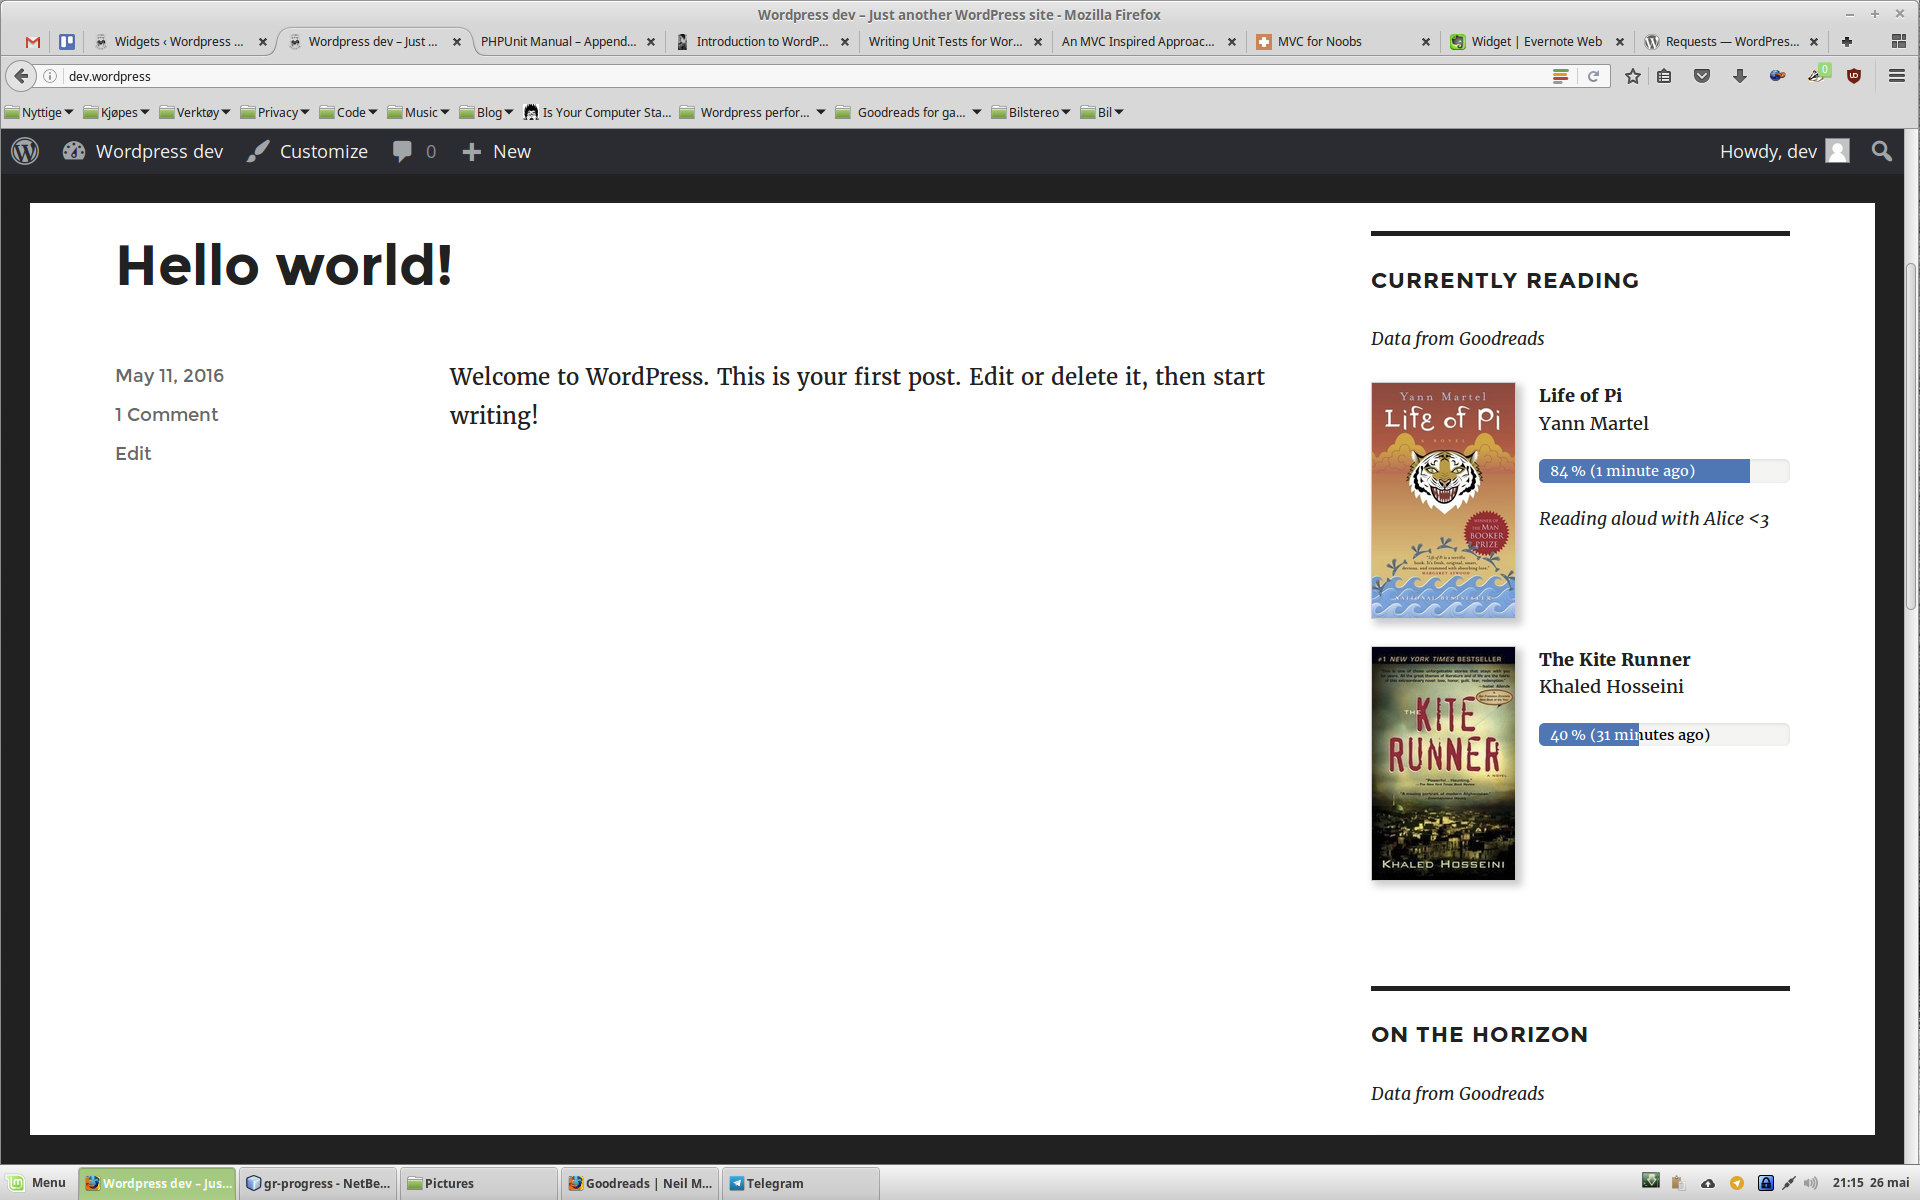 Wordpress dev – Just another WordPress site - Mozilla Firefox
Widgets ‹ Wordpress ...
Wordpress dev – Just ...
PHPUnit Manual – Append...
Introduction to WordP...
Writing Unit Tests for Wor...
An MVC Inspired Approac...
MVC for Noobs
Widget | Evernote Web
Requests — WordPres...
dev.wordpress
0
Nyttige
Kjøpes
Verktøy
Privacy
Code
Music
Blog
Is Your Computer Sta...
Wordpress perfor...
Goodreads for ga...
Bilstereo
Bil
Wordpress dev
Customize
0
New
Howdy, dev
Hello world!
May 11, 2016
1 Comment
Edit
Welcome to WordPress. This is your first post. Edit or delete it, then start
writing!
CURRENTLY READING
Data from Goodreads
Yann Martel
Life of Pi
A NOVEL
WINNER OF
THE MAN
BOOKER
PRIZE
MARGARET ATWOOD
NATIONAL BESTSELLER
Life of Pi
Yann Martel
84 % (1 minute ago)
Reading aloud with Alice <3
#1 NEW YORK TIMES BESTSELLER
THE
KITE
RUNNER
A NOVEL
KHALED HOSSEINI
The Kite Runner
Khaled Hosseini
40 % (31 minutes ago)
ON THE HORIZON
Data from Goodreads
Menu
Wordpress dev – Jus...
gr-progress - NetBe...
Pictures
Goodreads | Neil M...
Telegram
21:15 26 mai